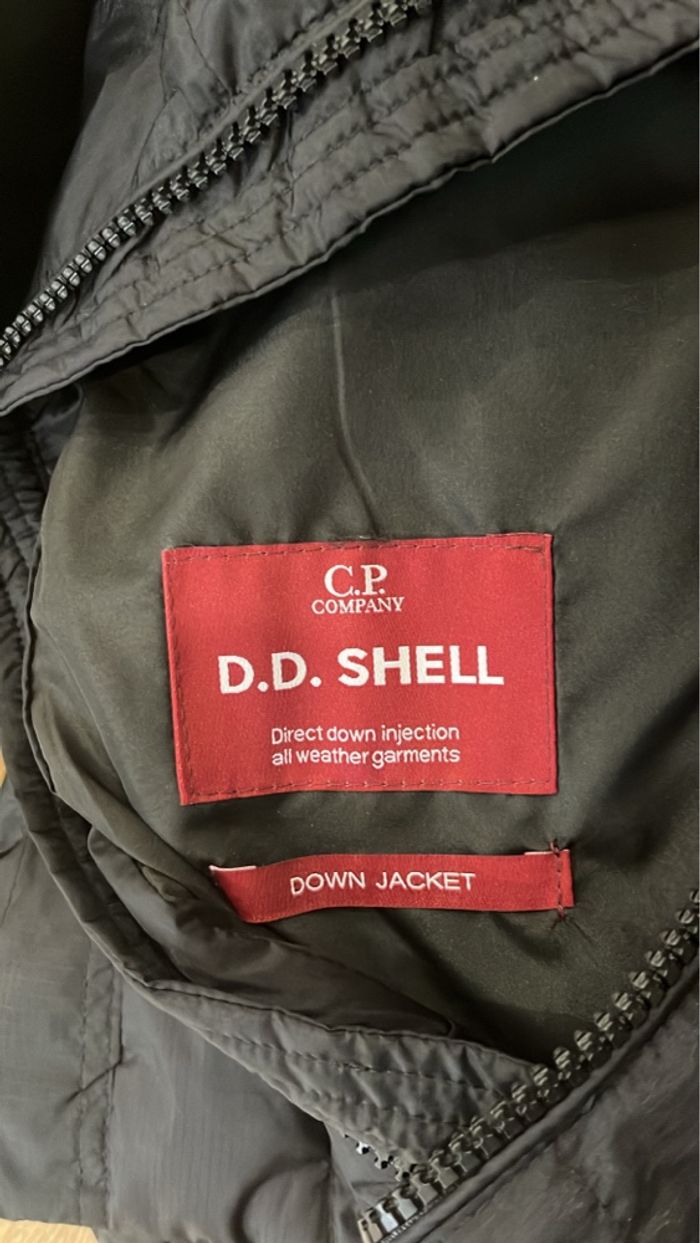 C.P.
COMPANY
D.D. SHELL
Direct down injection
all weather garments
DOWN JACKET